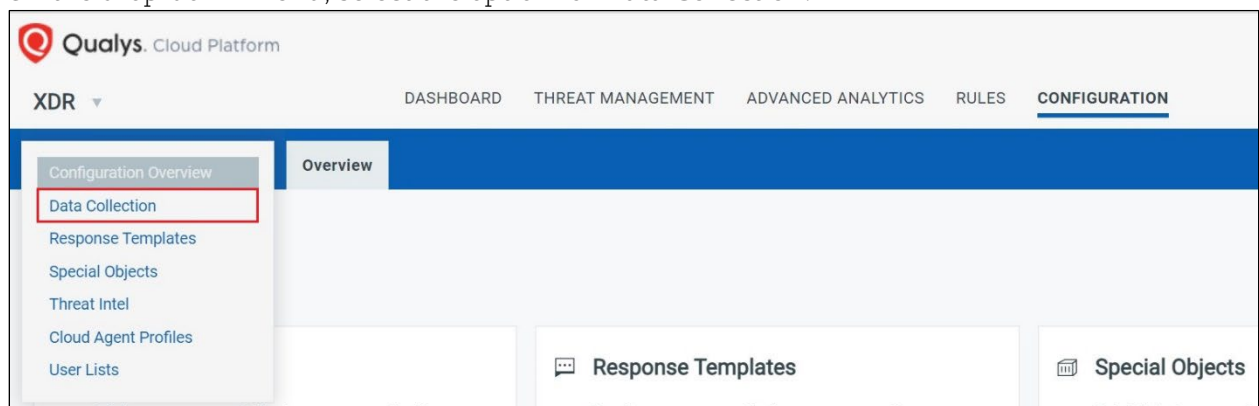 Qualys. Cloud Platform
XDR
DASHBOARD THREAT MANAGEMENT ADVANCED ANALYTICS RULES CONFIGURATION
Configuration Overview
Overview
Data Collection
Response Templates
Special Objects
Threat Intel
Cloud Agent Profiles
User Lists
Response Templates
Special Objects